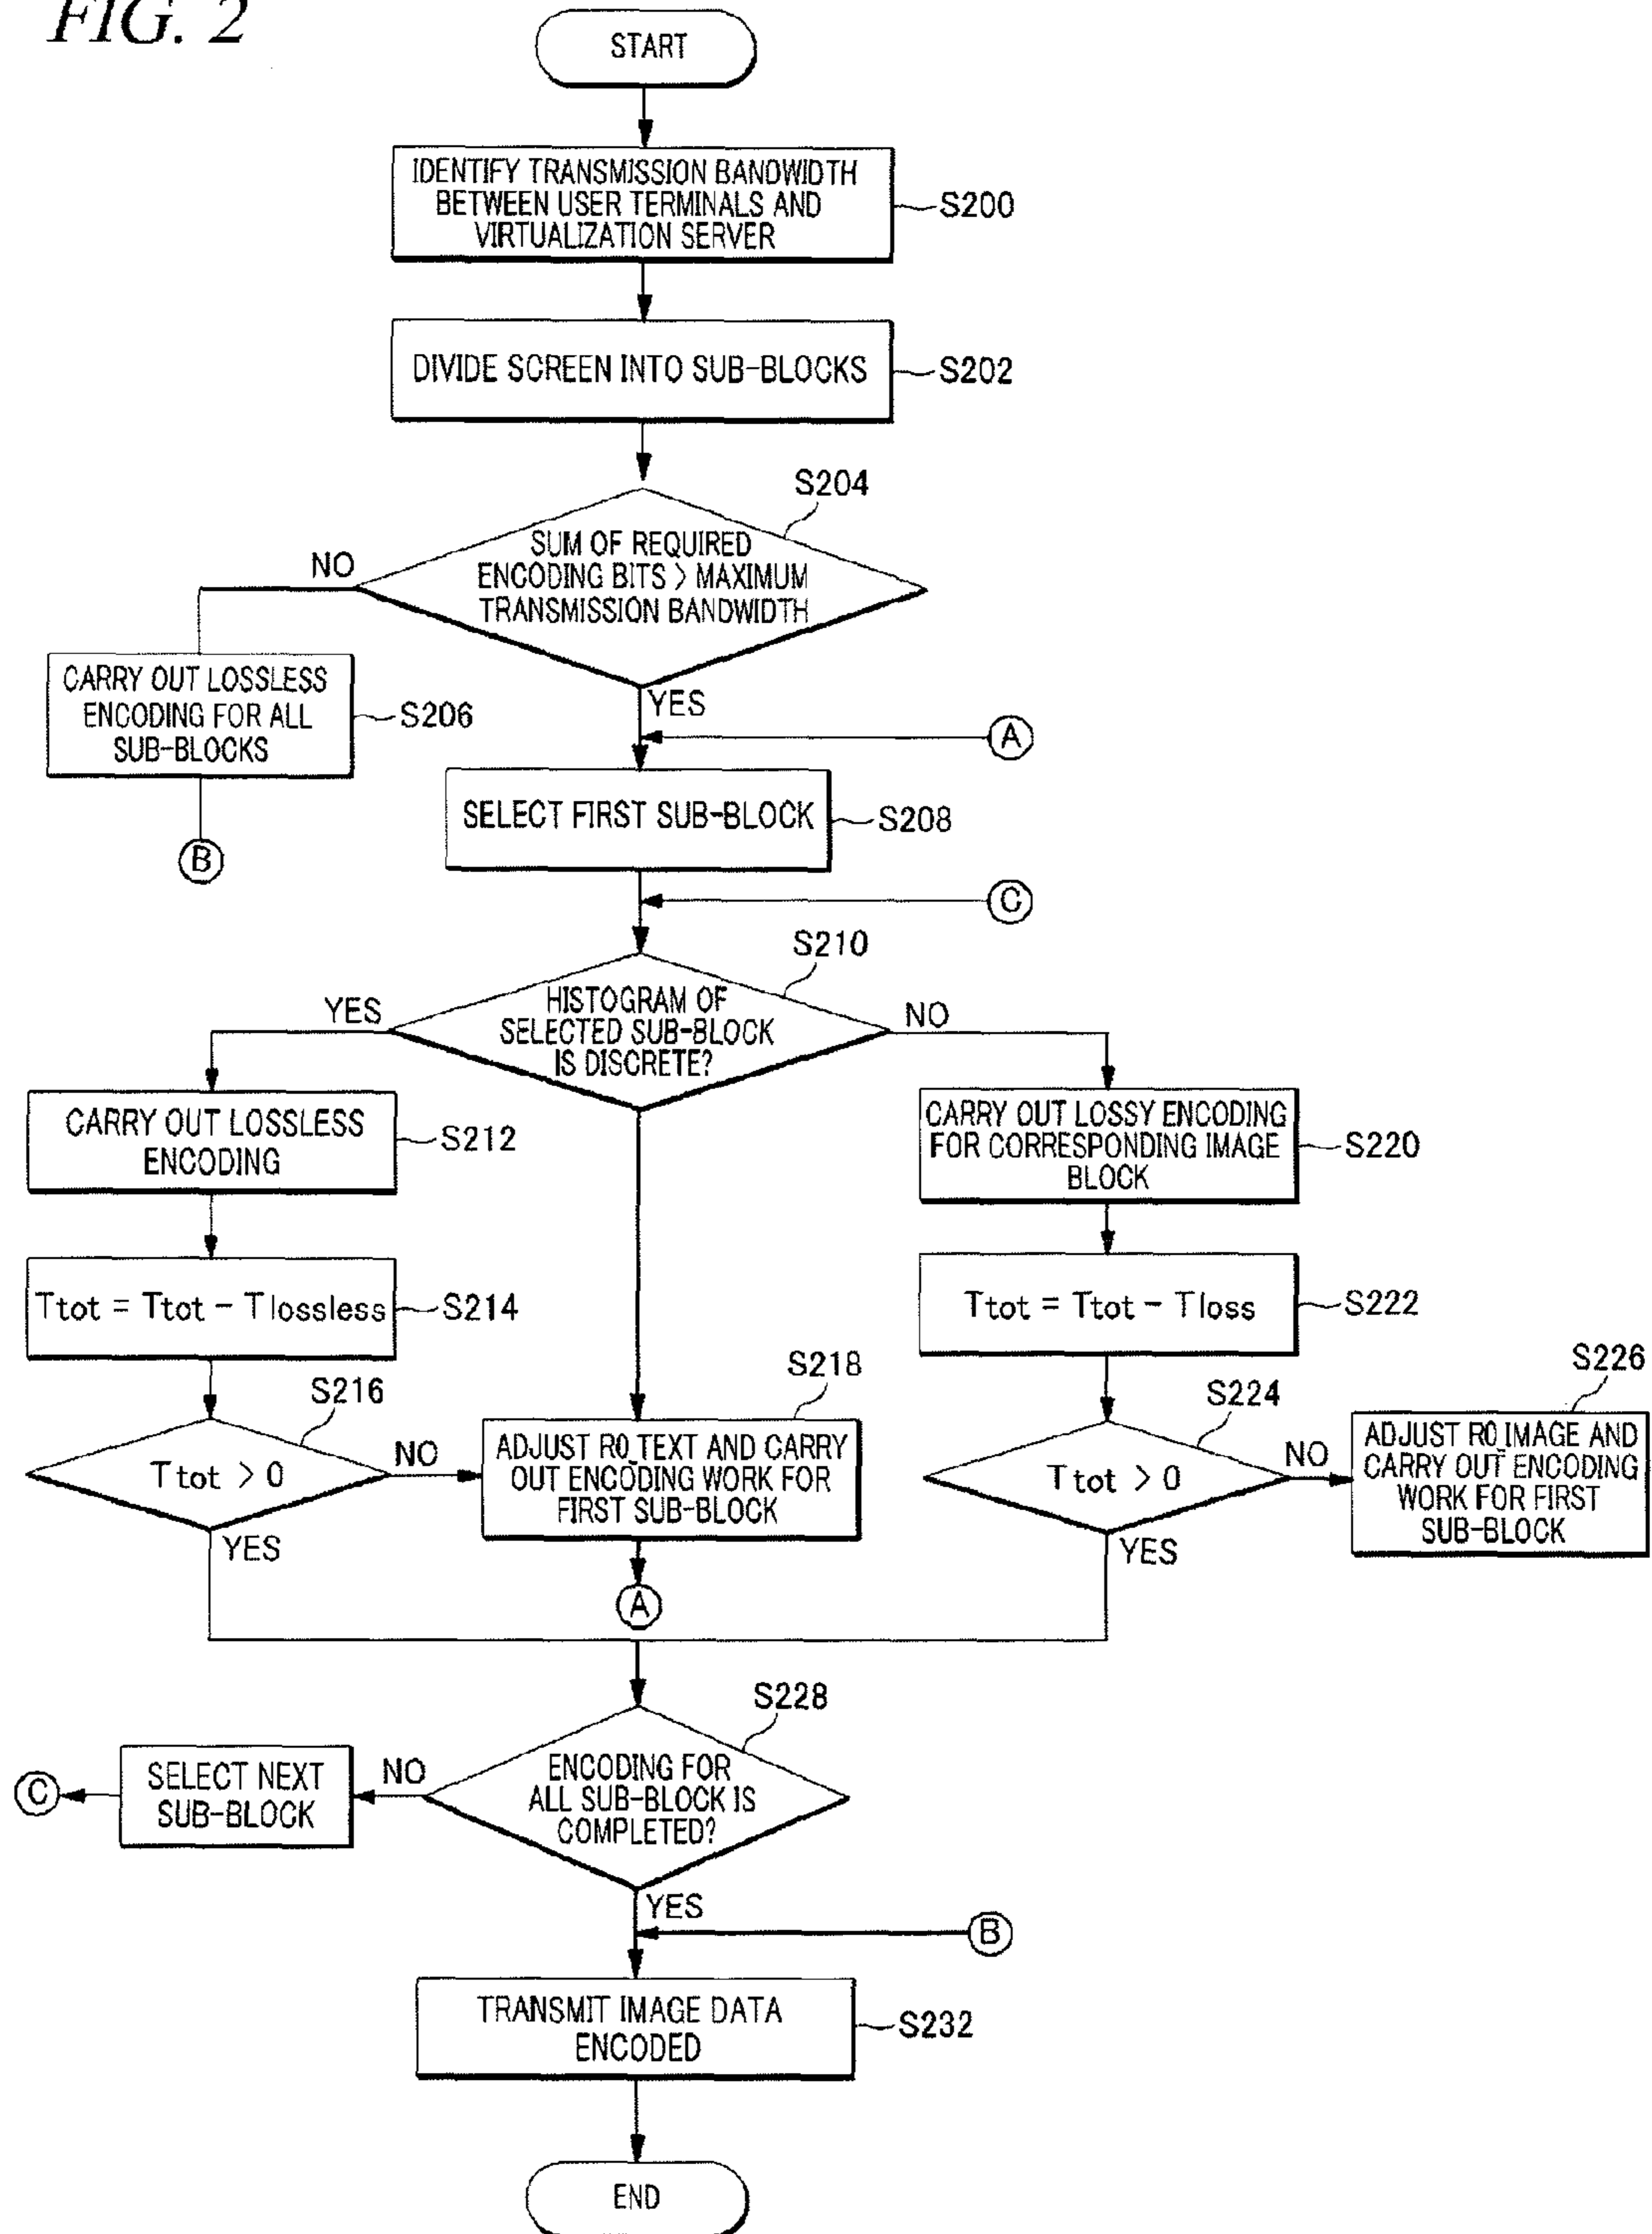 FIG. 2
START
IDENTIFY TRANSMISSION BANDWIDTH
BETWEEN USER TERMINALS AND
VIRTUALIZATION SERVER
S200
DIVIDE SCREEN INTO SUB-BLOCKS
S202
S204
SUM OF REQUIRED
ENCODING BITS > MAXIMUM
TRANSMISSION BANDWIDTH
NO
YES
CARRY OUT LOSSLESS
ENCODING FOR ALL
SUB-BLOCKS
S206
B
A
SELECT FIRST SUB-BLOCK
S208
C
S210
HISTOGRAM OF
SELECTED SUB-BLOCK
IS DISCRETE?
YES
NO
CARRY OUT LOSSLESS
ENCODING
S212
CARRY OUT LOSSY ENCODING
FOR CORRESPONDING IMAGE
BLOCK
S220
Ttot = Ttot - Tlossless
S214
Ttot = Ttot - Tloss
S222
S216
Ttot > 0
NO
YES
S218
ADJUST R0_TEXT AND CARRY
OUT ENCODING WORK FOR
FIRST SUB-BLOCK
A
S224
Ttot > 0
NO
YES
S226
ADJUST R0_IMAGE AND
CARRY OUT ENCODING
WORK FOR FIRST
SUB-BLOCK
S228
ENCODING FOR
ALL SUB-BLOCK IS
COMPLETED?
NO
SELECT NEXT
SUB-BLOCK
C
YES
B
TRANSMIT IMAGE DATA
ENCODED
S232
END